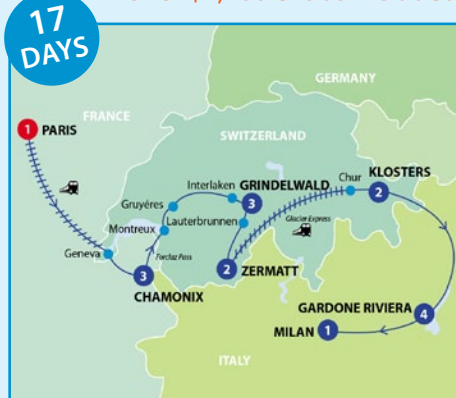 17
DAYS
GERMANY
FRANCE
1 PARIS
SWITZERLAND
Chur
KLOSTERS
2
Interlaken
GRINDELWALD
3
Gruyéres
Glacier Express
Montreux
Lauterbrunnen
Geneva
Forclaz Pass
2 ZERMATT
3
CHAMONIX
GARDONE RIVIERA
4
MILAN 1
ITALY